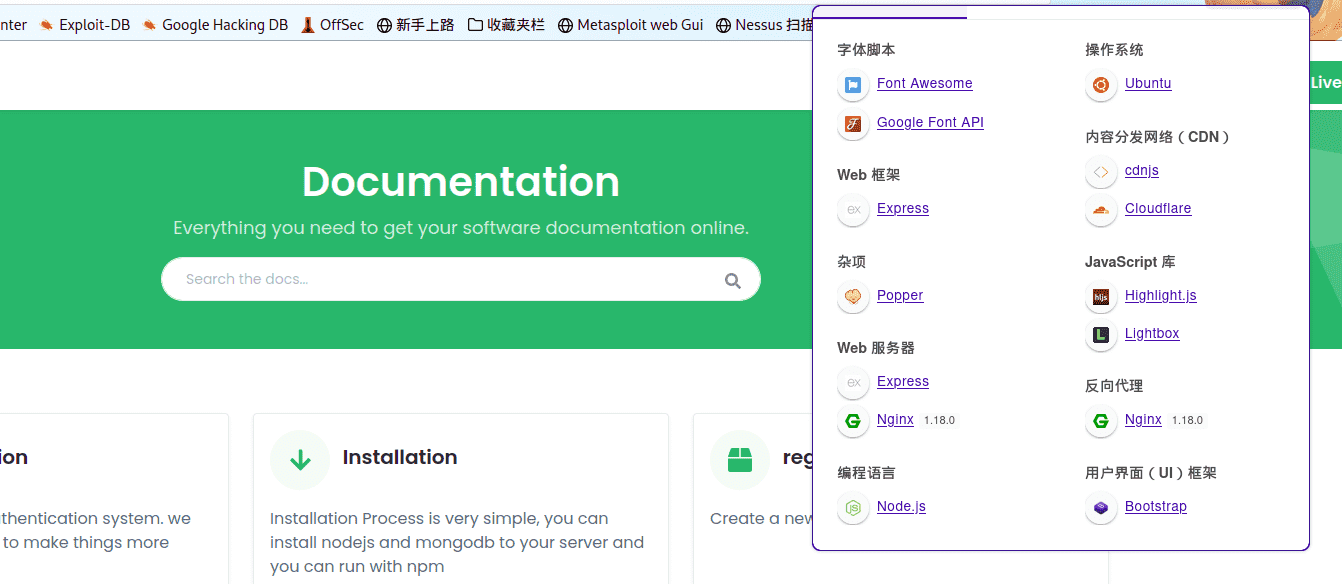 nter Exploit-DB Google Hacking DB OffSec 新手上路 收藏夹栏 Metasploit web Gui Nessus 扫描
Live
Documentation
Everything you need to get your software documentation online.
Search the docs...
ion
thentication system. we
to make things more
Installation
Installation Process is very simple, you can
install nodejs and mongodb to your server and
you can run with npm
reg
Create a new
字体脚本
Font Awesome
Google Font API
Web 框架
ex Express
杂项
Popper
Web 服务器
ex Express
Nginx 1.18.0
编程语言
Node.js
操作系统
Ubuntu
内容分发网络（CDN）
cdnjs
Cloudflare
JavaScript 库
hljs Highlight.js
L Lightbox
反向代理
Nginx 1.18.0
用户界面（UI）框架
Bootstrap